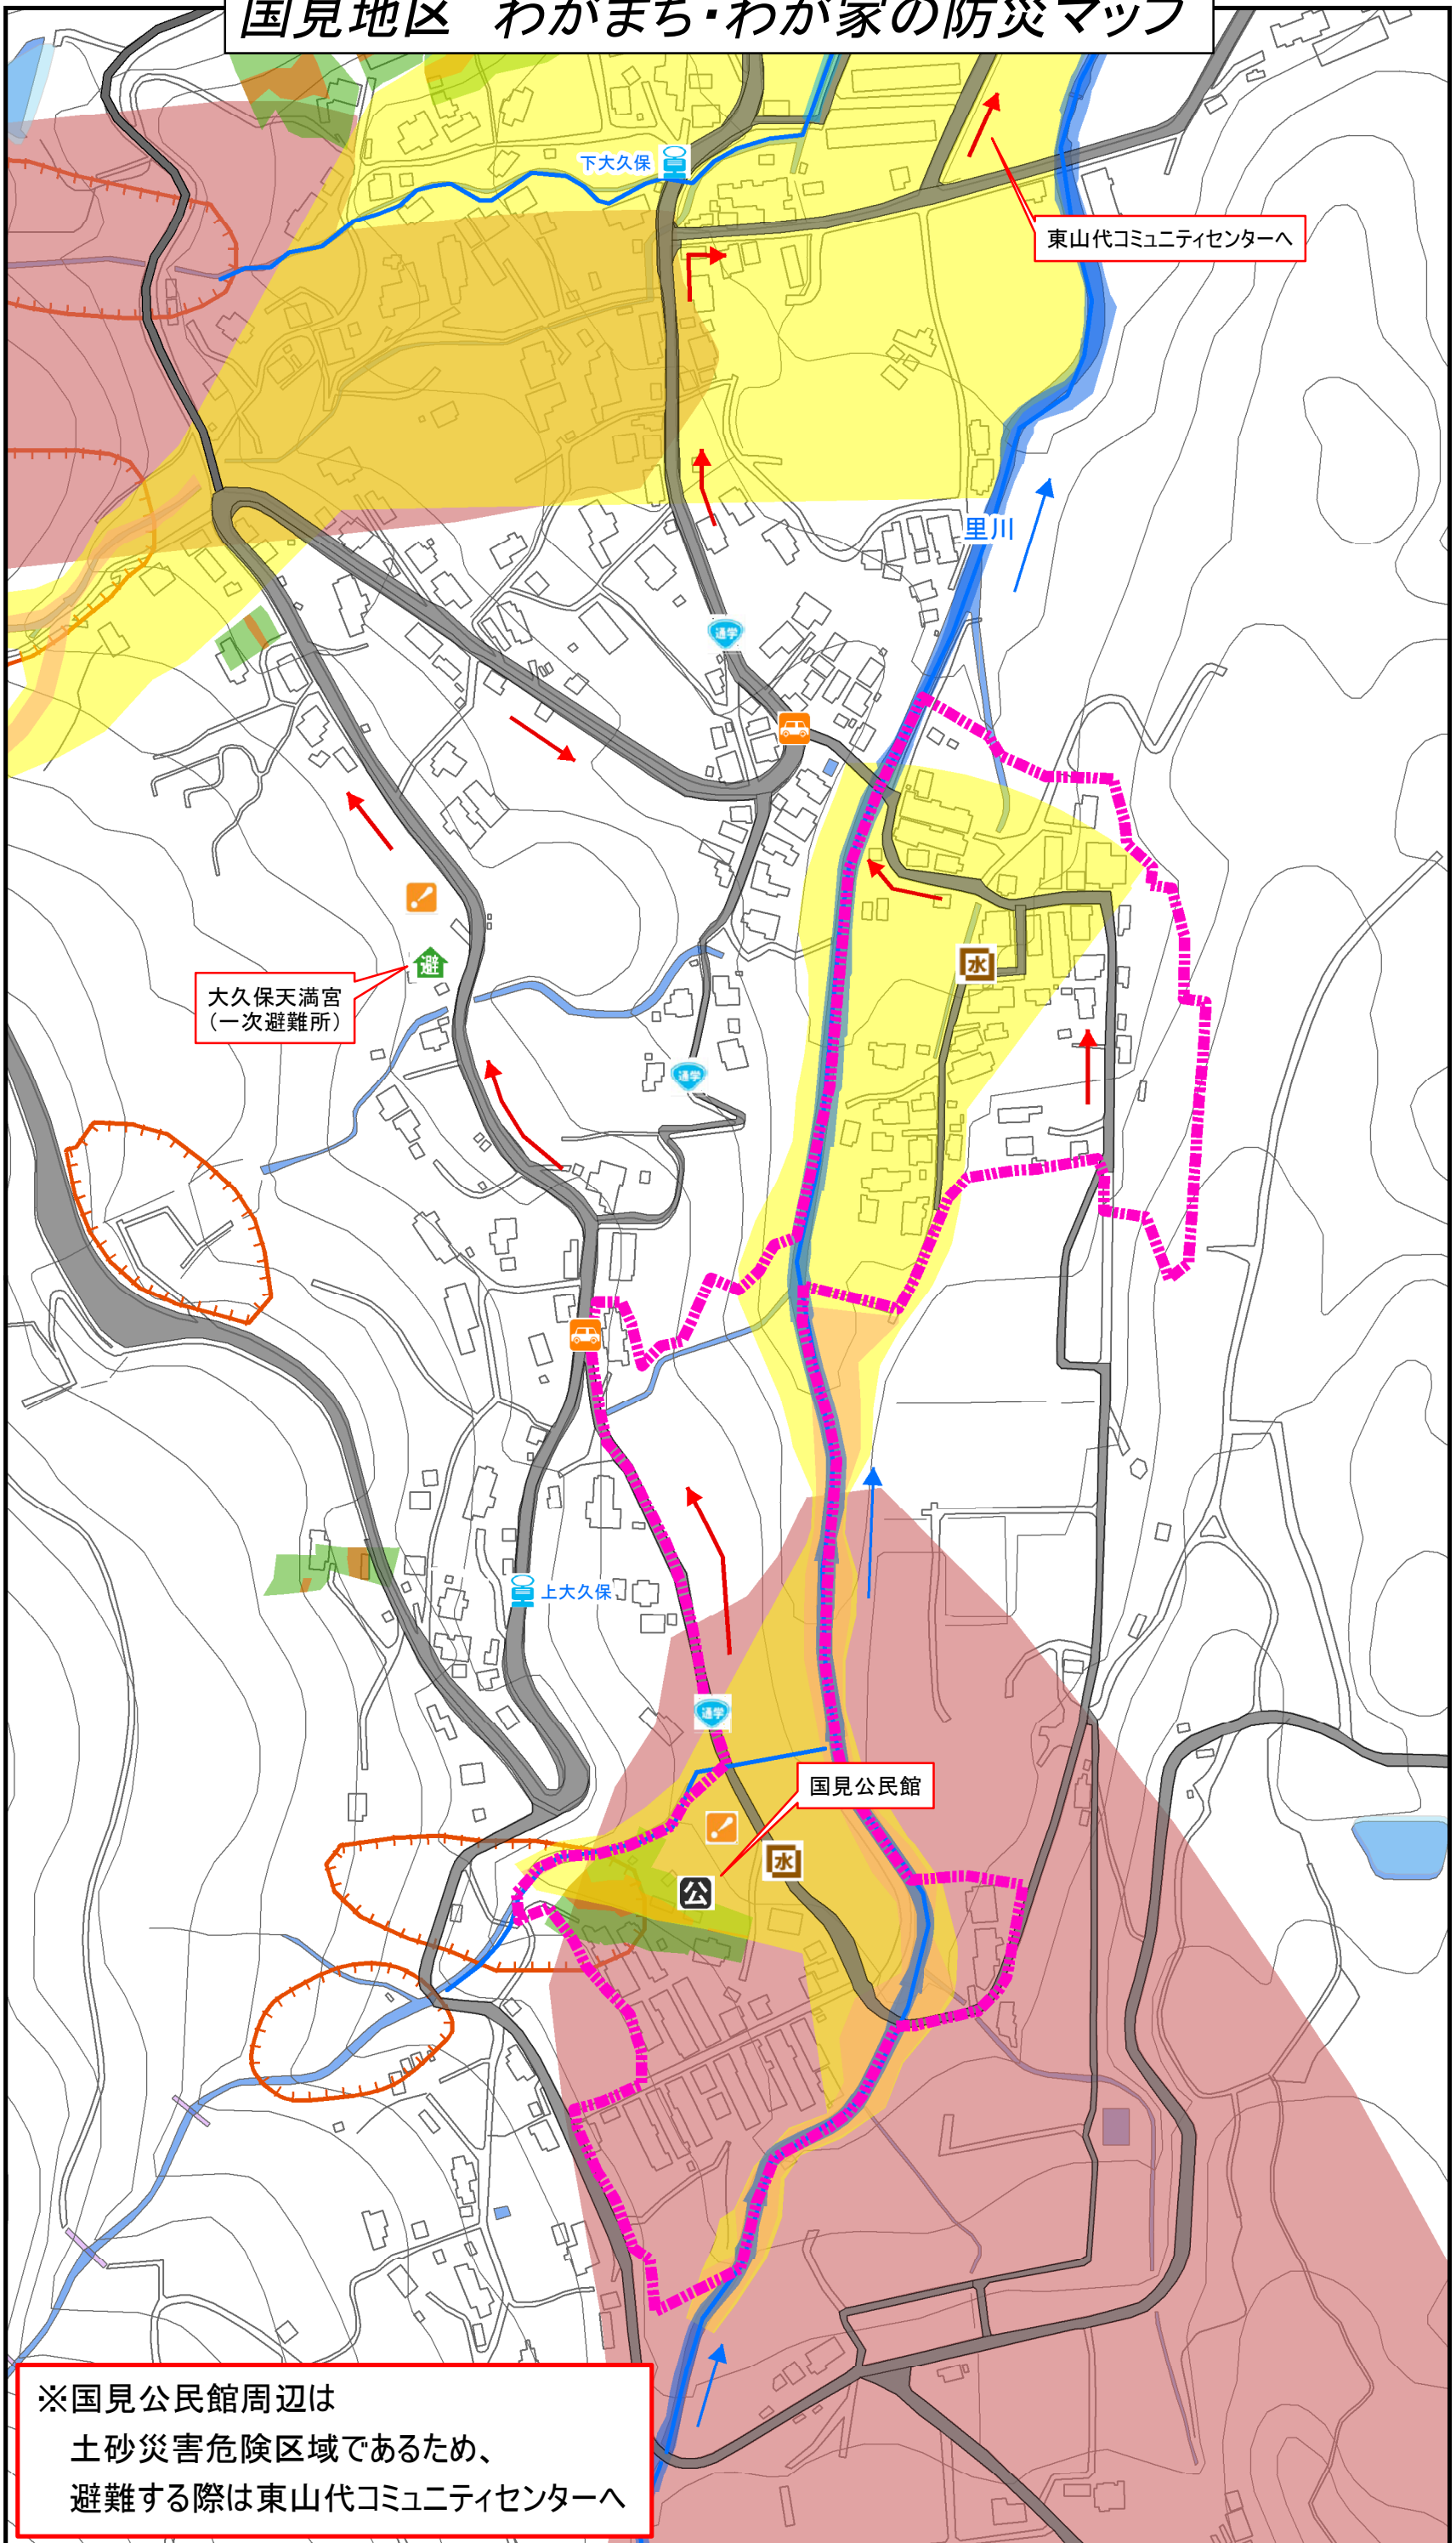 国見地区 わがまち・わが家の防災マップ
下大久保
東山代コミュニティセンターへ
里川
通学
水
避
大久保天満宮
(一次避難所)
通学
上大久保
通学
国見公民館
水
公
※国見公民館周辺は
土砂災害危険区域であるため、
避難する際は東山代コミュニティセンターへ